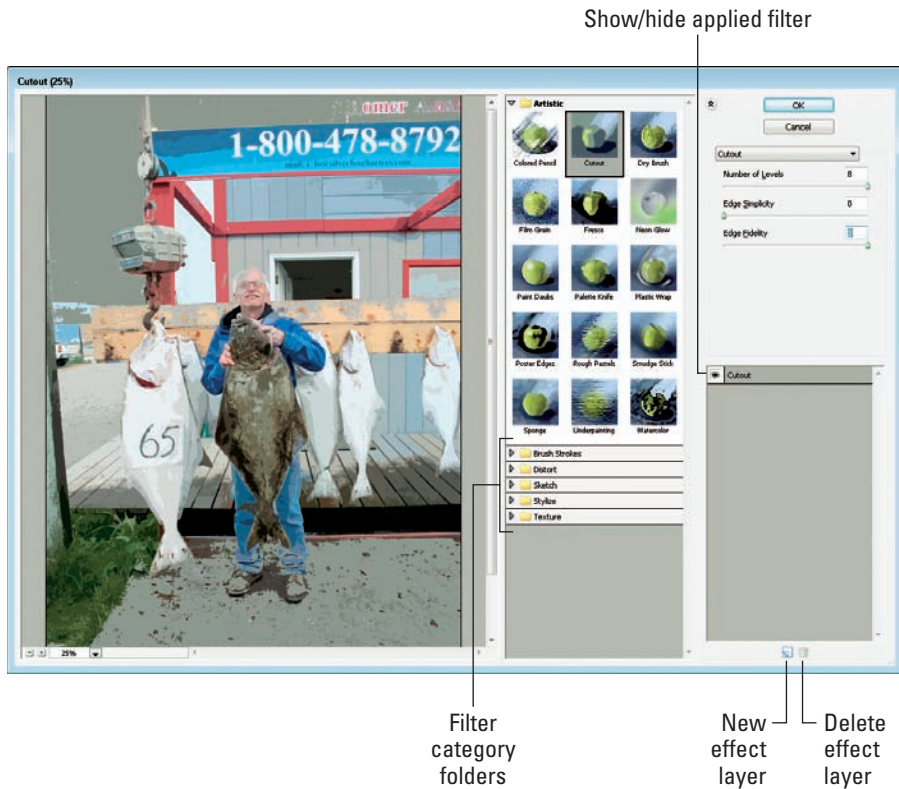 Show/hide applied filter
Cutout (25%)
omer
1-800-478-8792
65
25%
Artistic
Colored Pencil
Cutout
Dry Brush
Film Grain
Fresco
Neon Glow
Paint Daubs
Palette Knife
Plastic Wrap
Poster Edges
Rough Pastels
Smudge Stick
Sponge
Underpainting
Watercolor
Brush Strokes
Distort
Sketch
Stylize
Texture
OK
Cancel
Cutout
Number of Levels 8
Edge Simplicity 0
Edge Fidelity
Cutout
Filter
category
folders
New
effect
layer
Delete
effect
layer